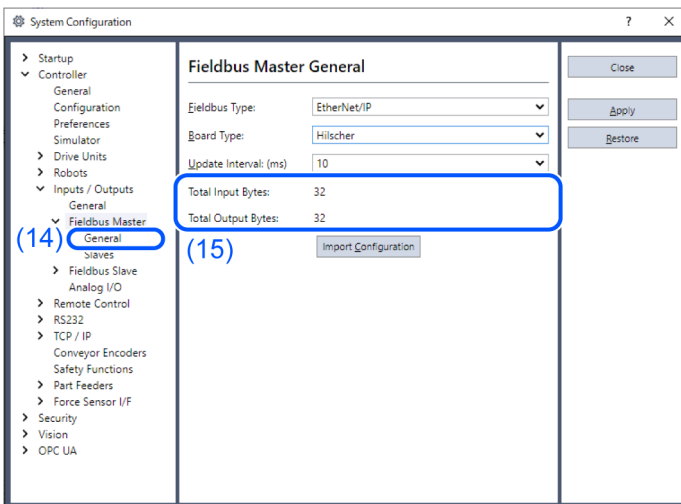 System Configuration
?
Startup
Controller
General
Configuration
Preferences
Simulator
Drive Units
Robots
Inputs / Outputs
General
Fieldbus Master
(14)
General
Slaves
Fieldbus Slave
Analog I/O
Remote Control
RS232
TCP / IP
Conveyor Encoders
Safety Functions
Part Feeders
Force Sensor I/F
Security
Vision
OPC UA
Fieldbus Master General
Fieldbus Type: EtherNet/IP
Board Type: Hilscher
Update Interval: (ms) 10
Total Input Bytes: 32
Total Output Bytes: 32
(15)
Import Configuration
Close
Apply
Restore